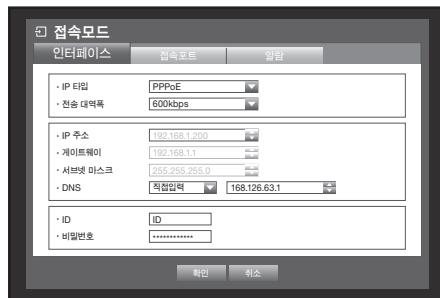 접속모드
인터페이스 접속포트 알람
· IP 타입 PPPoE
· 전송 대역폭 600kbps
· IP 주소 192.168.1.200
· 게이트웨이 192.168.1.1
· 서브넷 마스크 255.255.255.0
· DNS 직접입력 168.126.63.1
· ID ID
· 비밀번호 ************
확인 취소